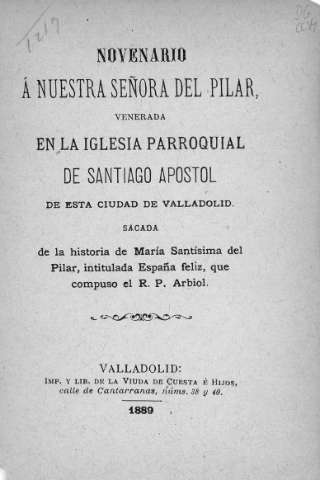 1217
NOVENARIO
Á NUESTRA SEÑORA DEL PILAR,
VENERADA
EN LA IGLESIA PARROQUIAL
DE SANTIAGO APOSTOL
DE ESTA CIUDAD DE VALLADOLID.
SACADA
de la historia de María Santísima del
Pilar, intitulada España feliz, que
compuso el R. P. Arbiol.
VALLADOLID:
IMP. Y LIB. DE LA VIUDA DE CUESTA É HIJOS,
calle de Cantarranas, núms. 38 y 40.
1889